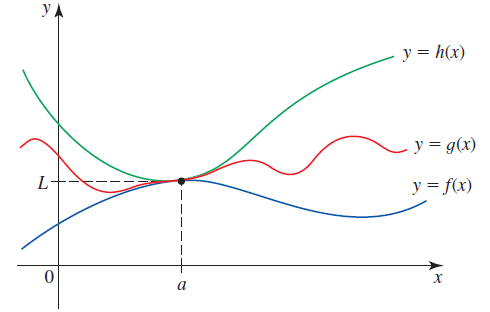 y
y = h(x)
y = g(x)
L
y = f(x)
0
a
x